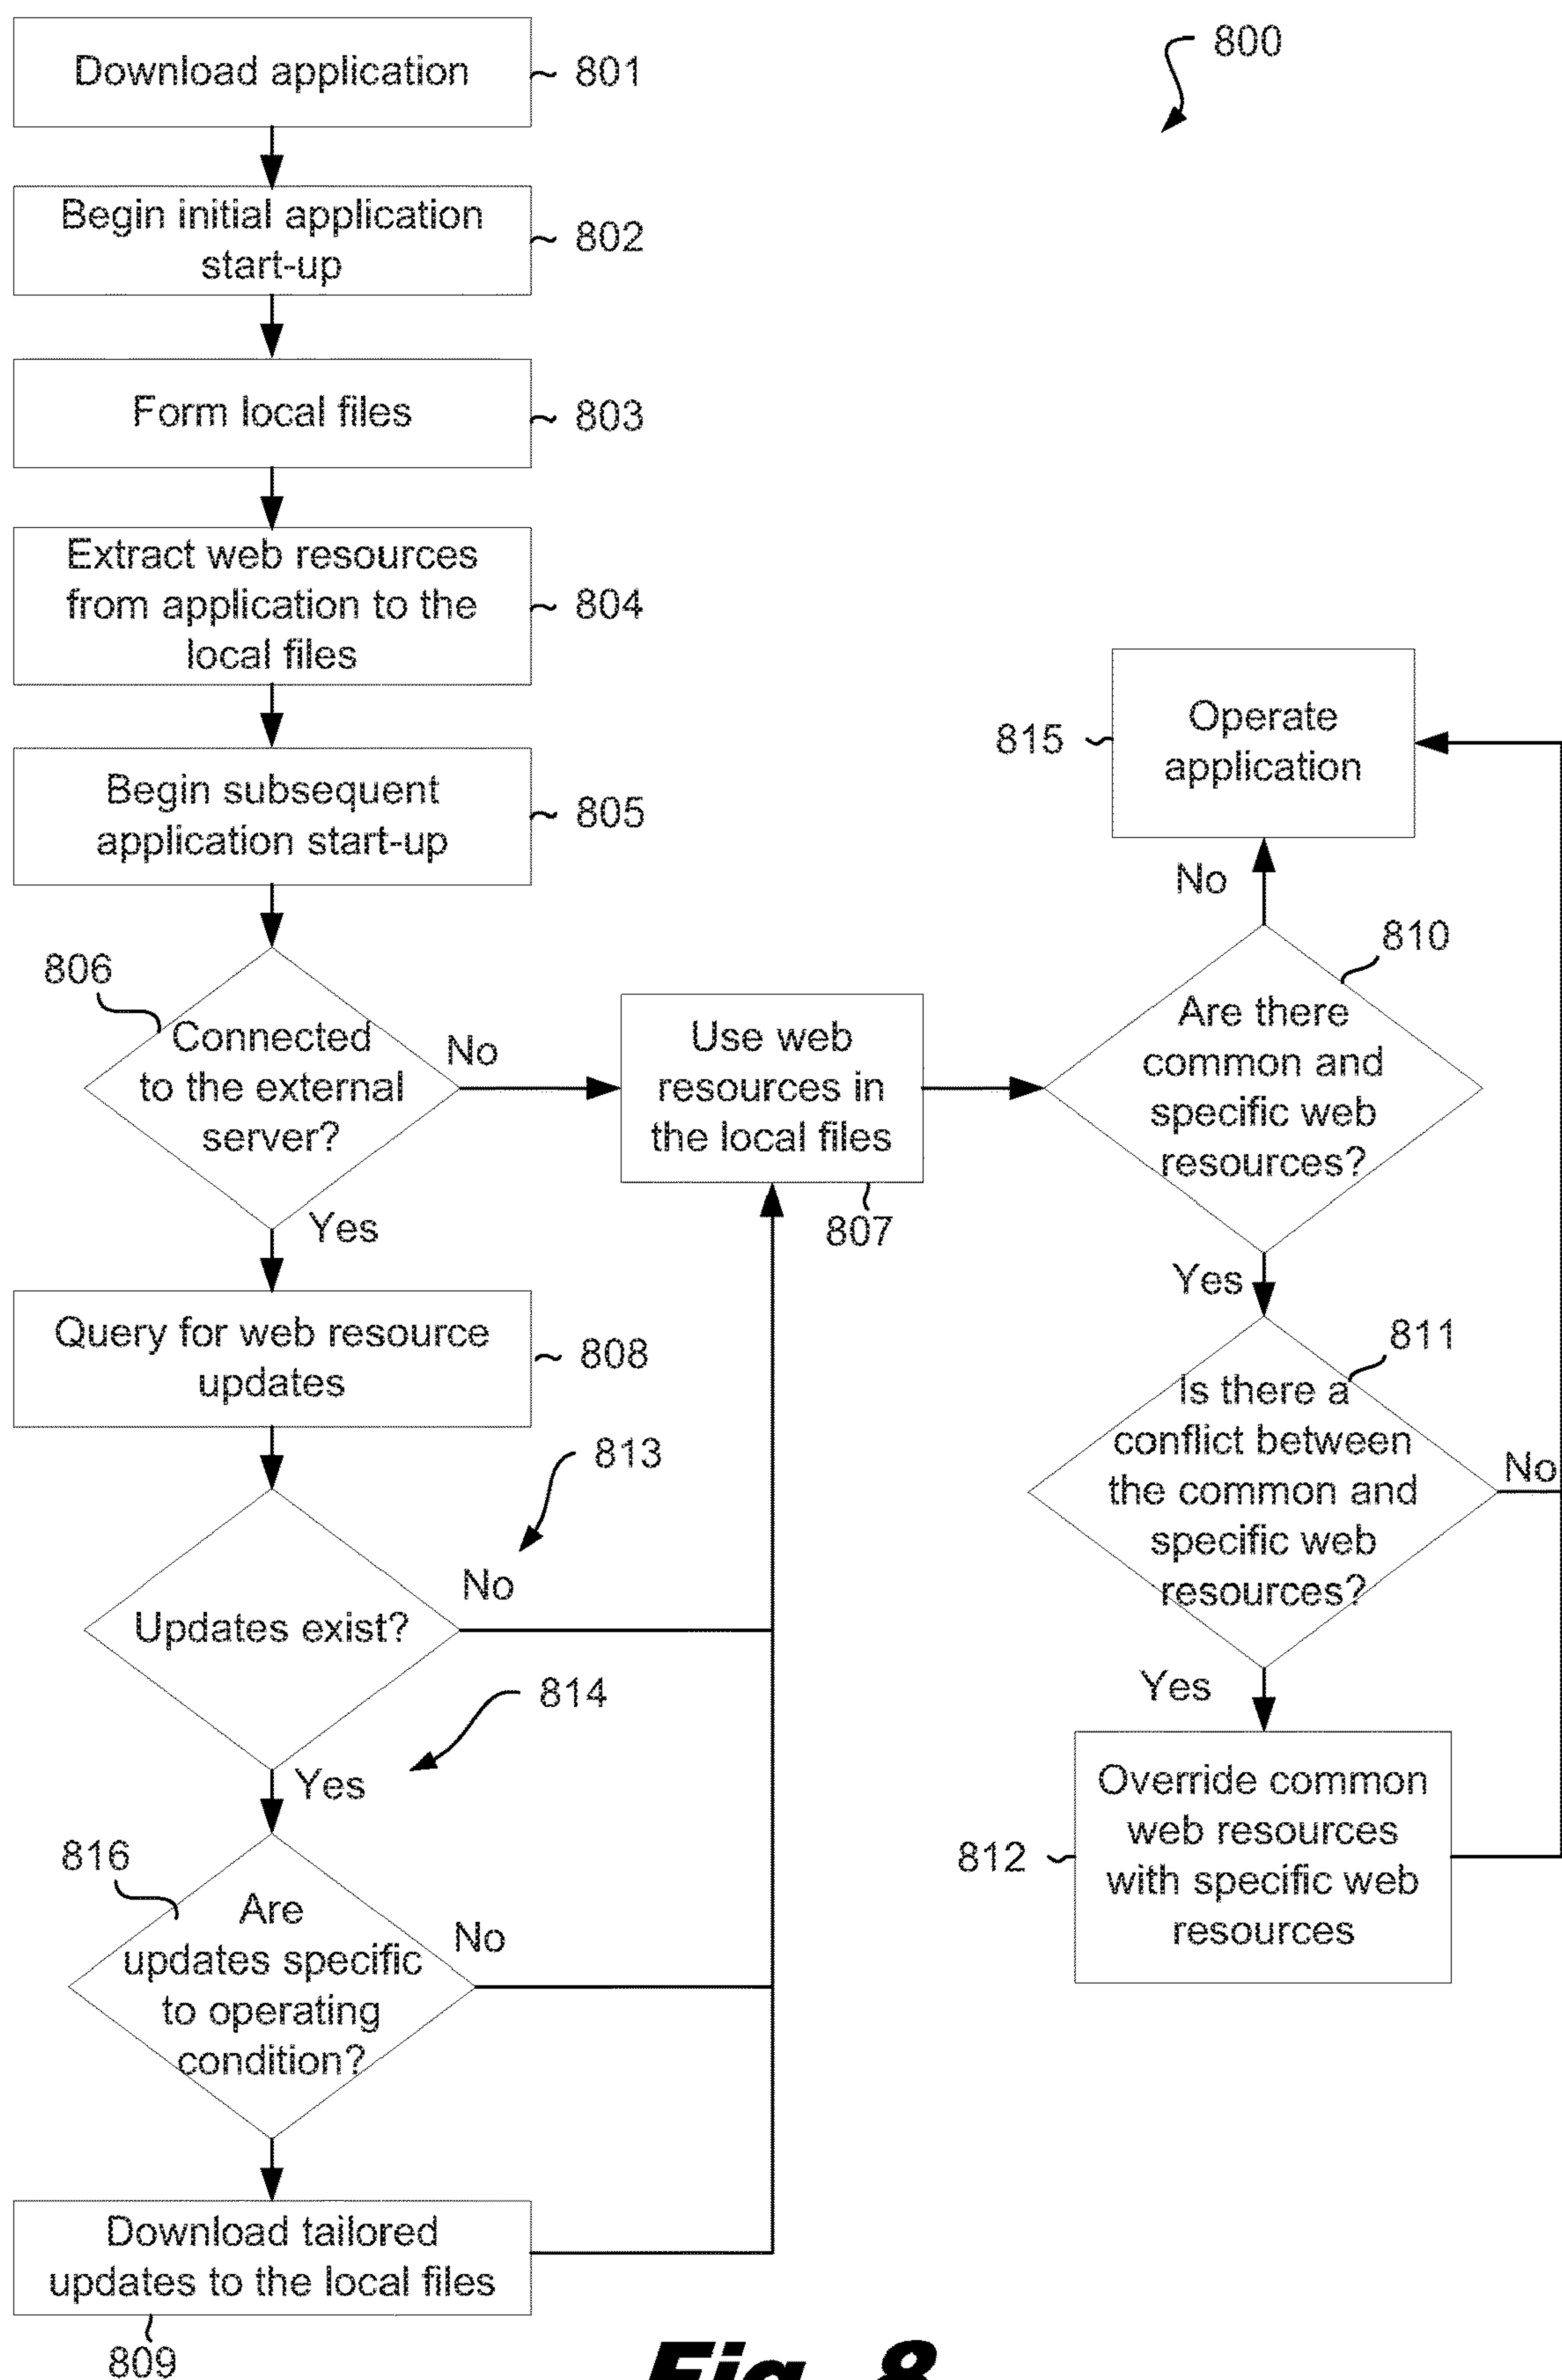 Download application
801
800
Begin initial application
start-up
802
Form local files
803
Extract web resources
from application to the
local files
804
Begin subsequent
application start-up
805
806
Connected
to the external
server?
No
Yes
Use web
resources in
the local files
807
Query for web resource
updates
808
813
Updates exist?
No
814
Yes
816
Are
updates specific
to operating
condition?
No
Download tailored
updates to the local files
809
815
Operate
application
No
810
Are there
common and
specific web
resources?
Yes
811
Is there a
conflict between
the common and
specific web
resources?
No
Yes
812
Override common
web resources
with specific web
resources
Fig. 8